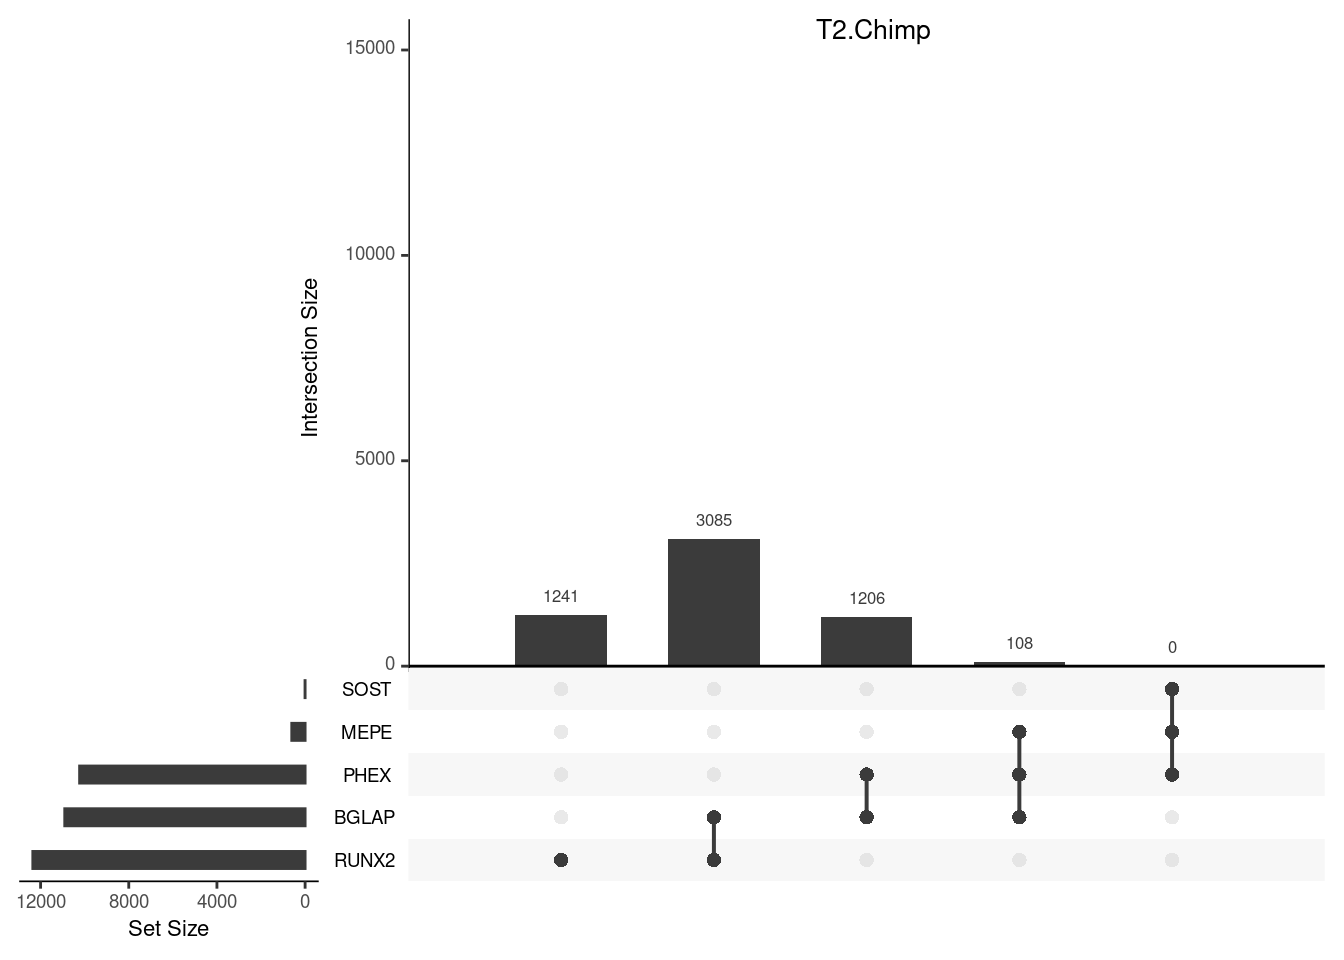 T2.Chimp
15000
10000
5000
0
Intersection Size
1241
3085
1206
108
0
SOST
MEPE
PHEX
BGLAP
RUNX2
12000 8000 4000 0
Set Size